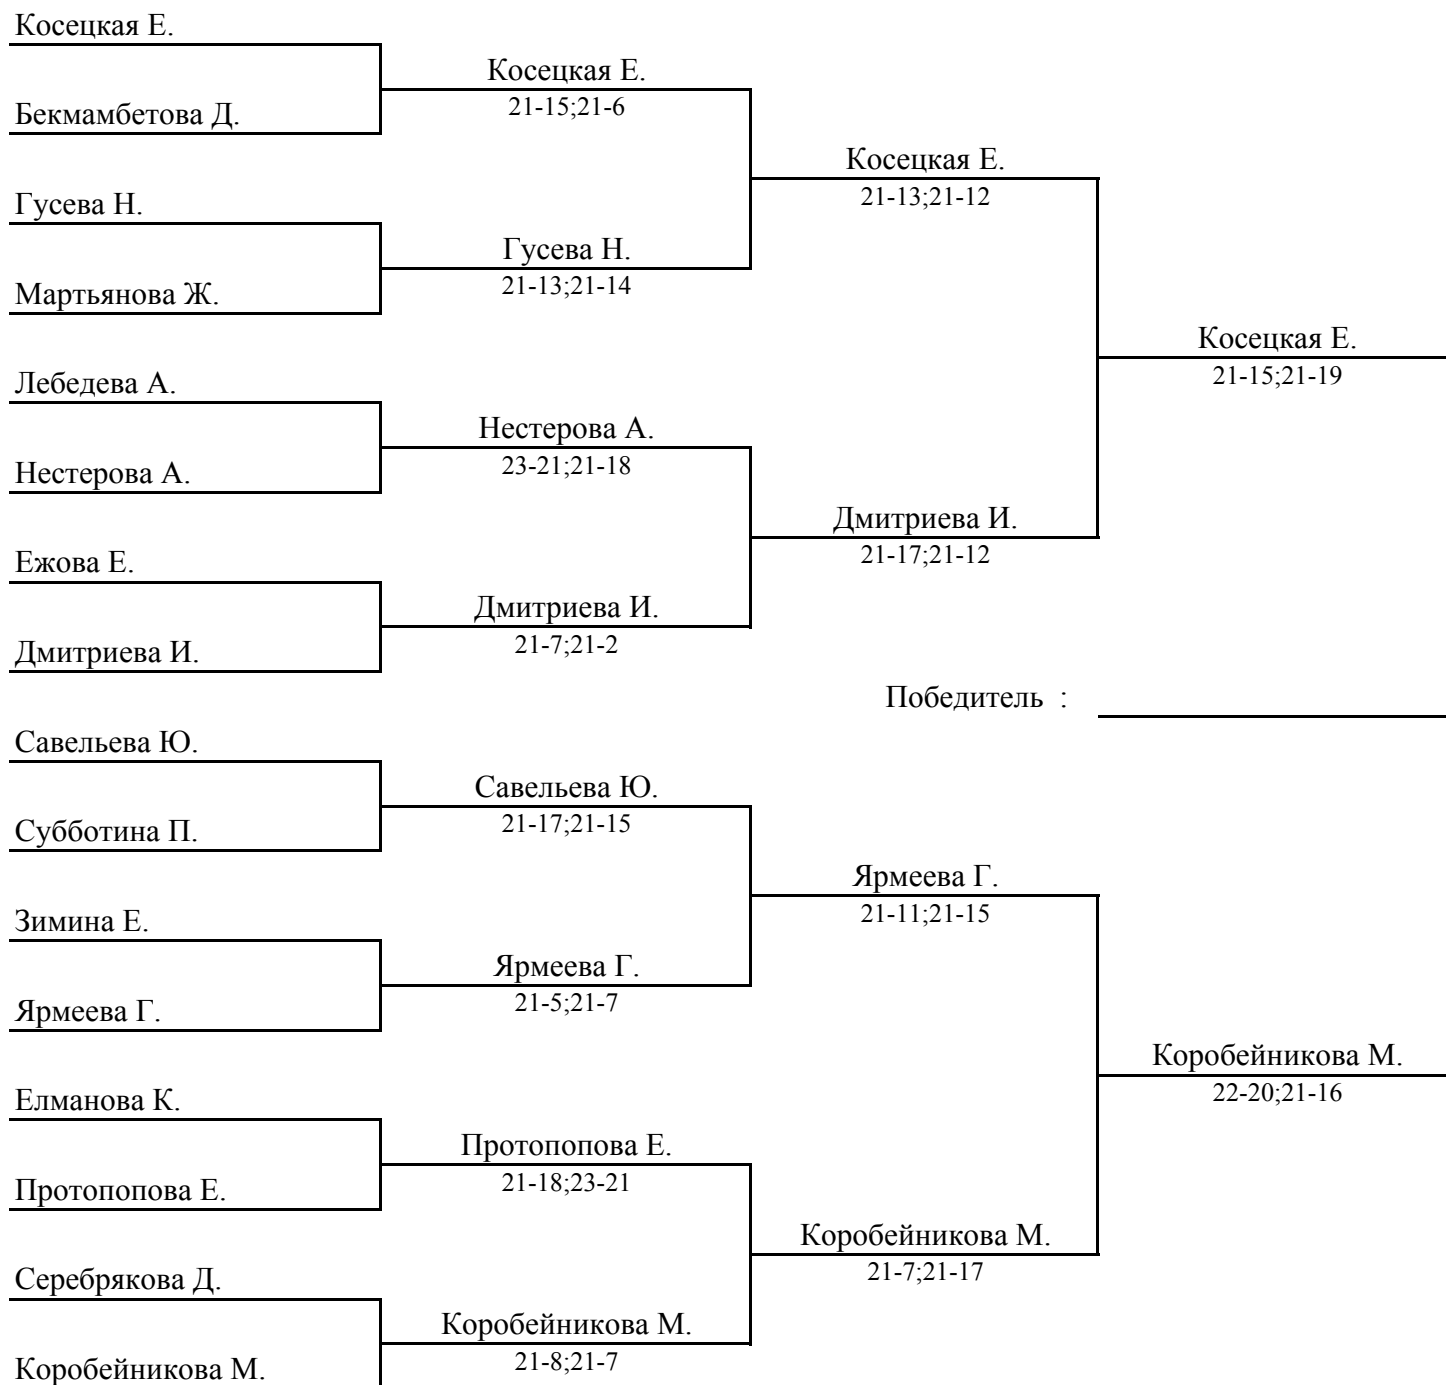 Косецкая Е.
Косецкая Е.
Бекмамбетова Д.
21-15;21-6
Косецкая Е.
Гусева Н.
21-13;21-12
Гусева Н.
Мартьянова Ж.
21-13;21-14
Косецкая Е.
Лебедева А.
21-15;21-19
Нестерова А.
Нестерова А.
23-21;21-18
Дмитриева И.
Ежова Е.
21-17;21-12
Дмитриева И.
Дмитриева И.
21-7;21-2
Победитель :
Савельева Ю.
Савельева Ю.
Субботина П.
21-17;21-15
Ярмеева Г.
Зимина Е.
21-11;21-15
Ярмеева Г.
Ярмеева Г.
21-5;21-7
Коробейникова М.
Елманова К.
22-20;21-16
Протопопова Е.
Протопопова Е.
21-18;23-21
Коробейникова М.
Серебрякова Д.
21-7;21-17
Коробейникова М.
Коробейникова М.
21-8;21-7